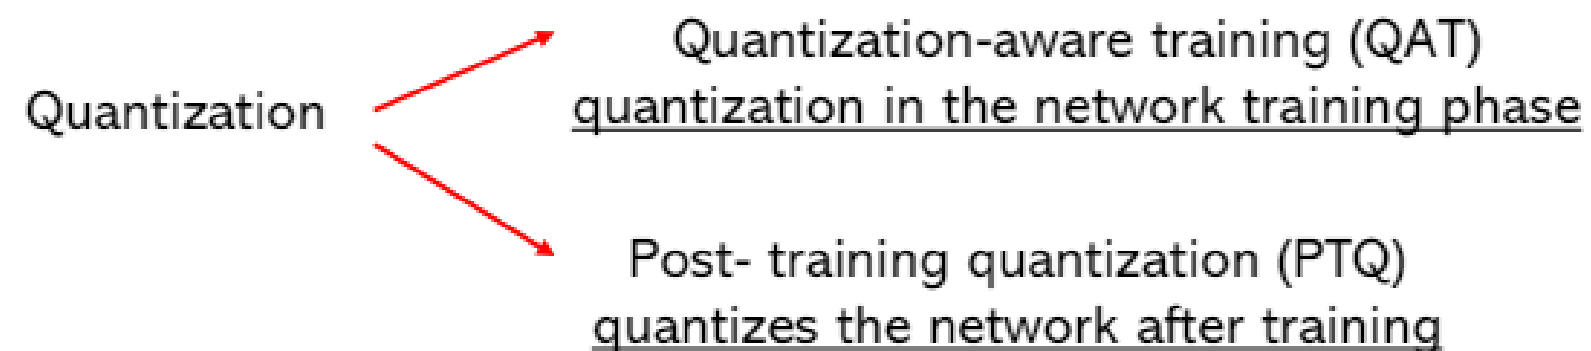 Quantization
Quantization-aware training (QAT)
quantization in the network training phase
Post- training quantization (PTQ)
quantizes the network after training